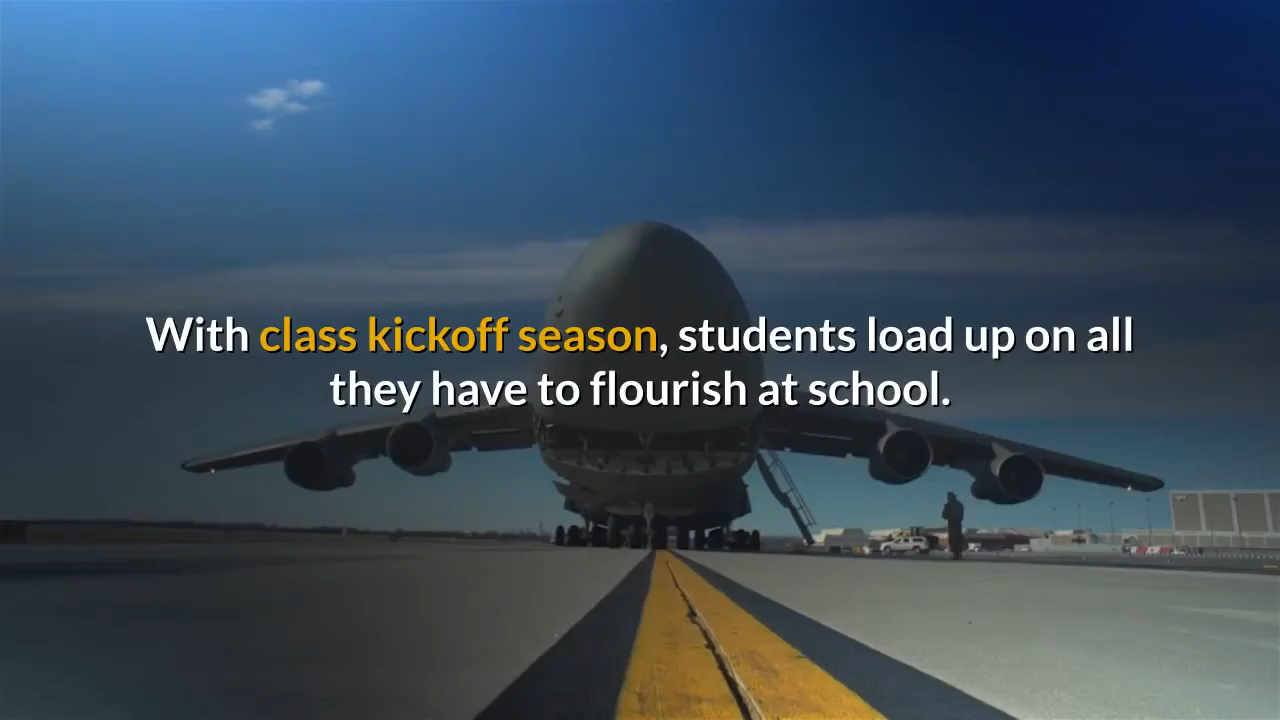 With class kickoff season, students load up on all
they have to flourish at school.